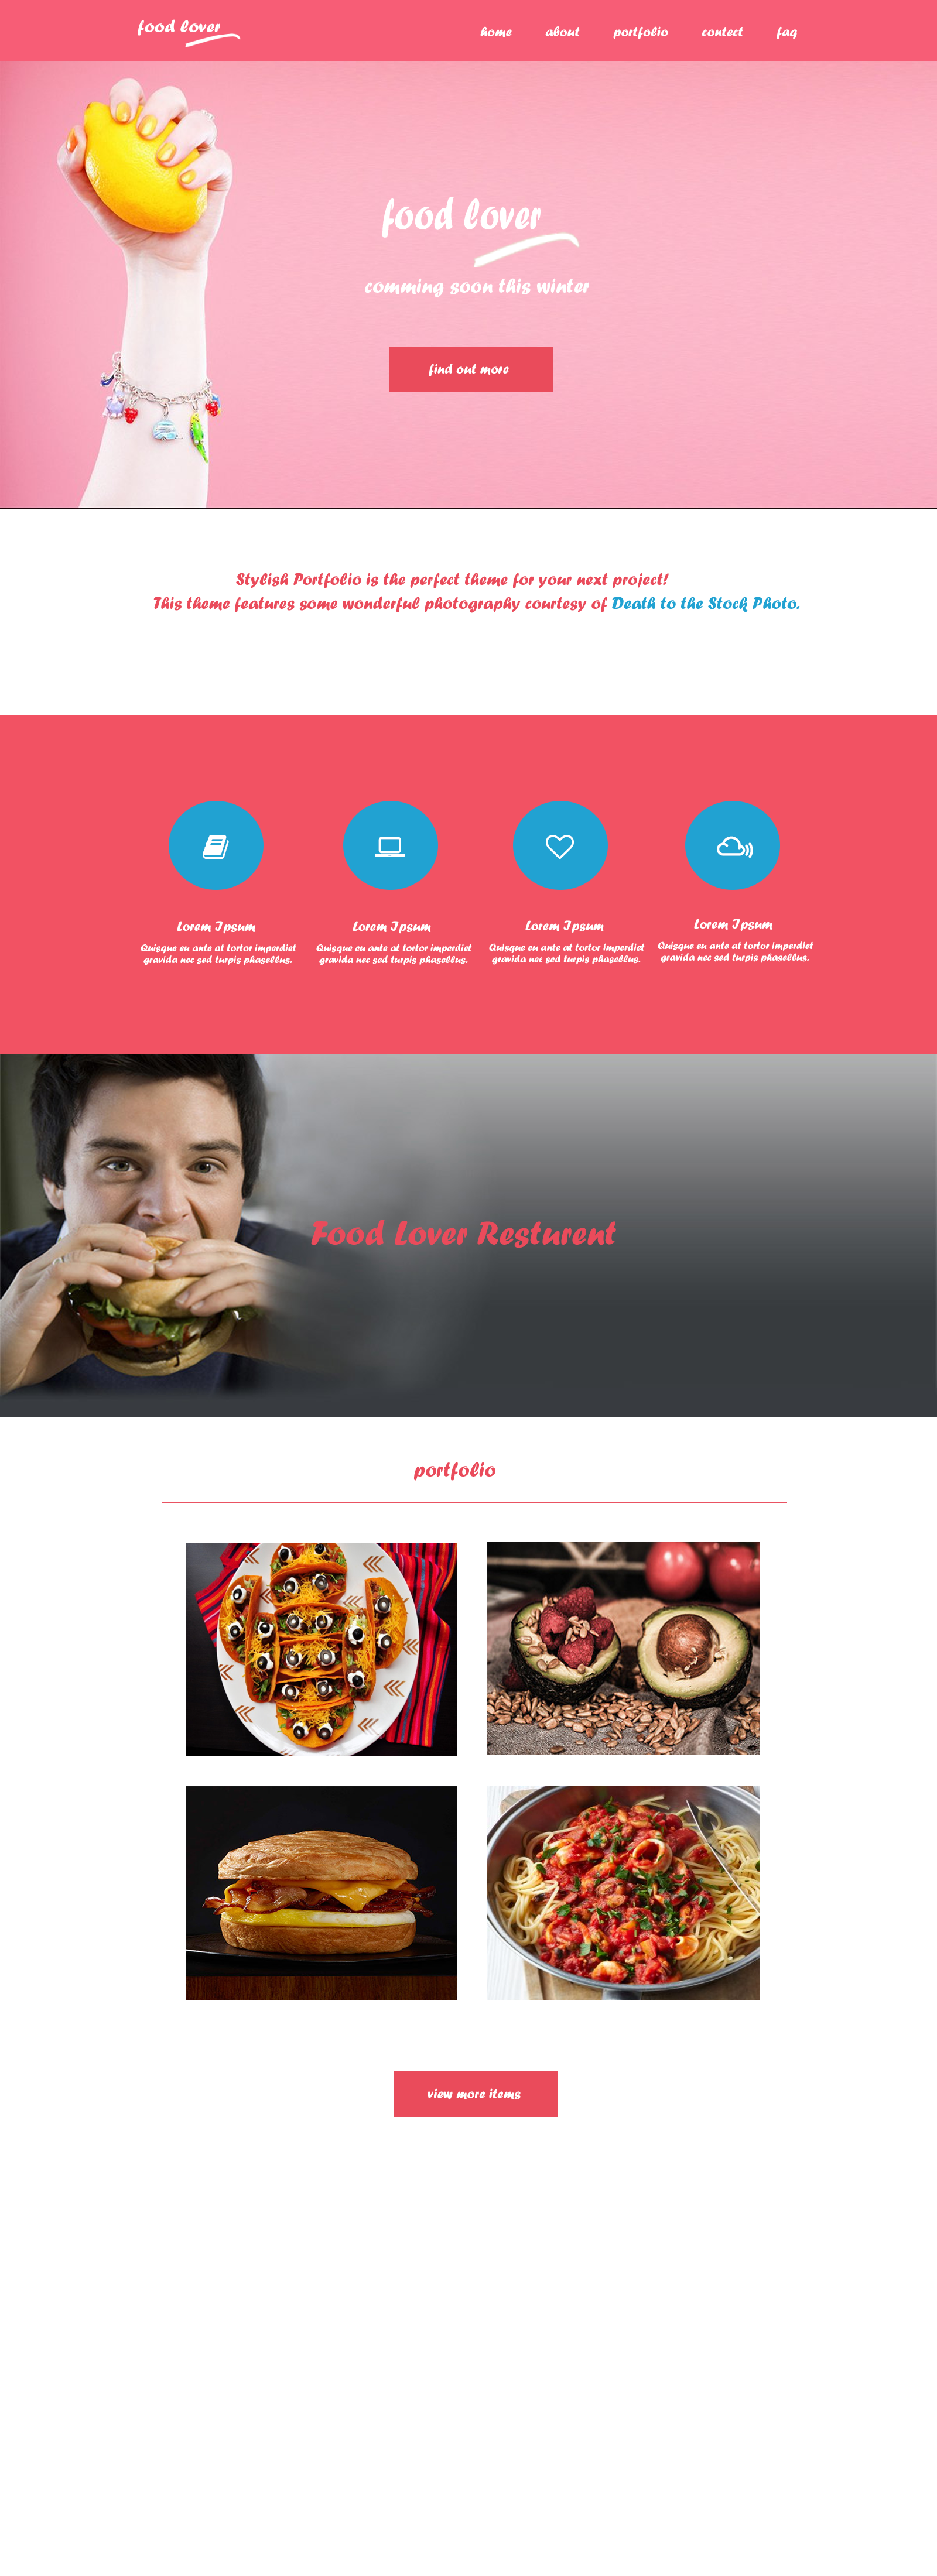 food lover
home about portfolio contect faq
food lover
comming soon this winter
find out more
Stylish Portfolio is the perfect theme for your next project!
This theme features some wonderful photography courtesy of Death to the Stock Photo.
Lorem Ipsum
Quisque eu ante at tortor imperdiet
gravida nec sed turpis phasellus.
Lorem Ipsum
Quisque eu ante at tortor imperdiet
gravida nec sed turpis phasellus.
Lorem Ipsum
Quisque eu ante at tortor imperdiet
gravida nec sed turpis phasellus.
Lorem Ipsum
Quisque eu ante at tortor imperdiet
gravida nec sed turpis phasellus.
Food Lover Resturent
portfolio
view more items